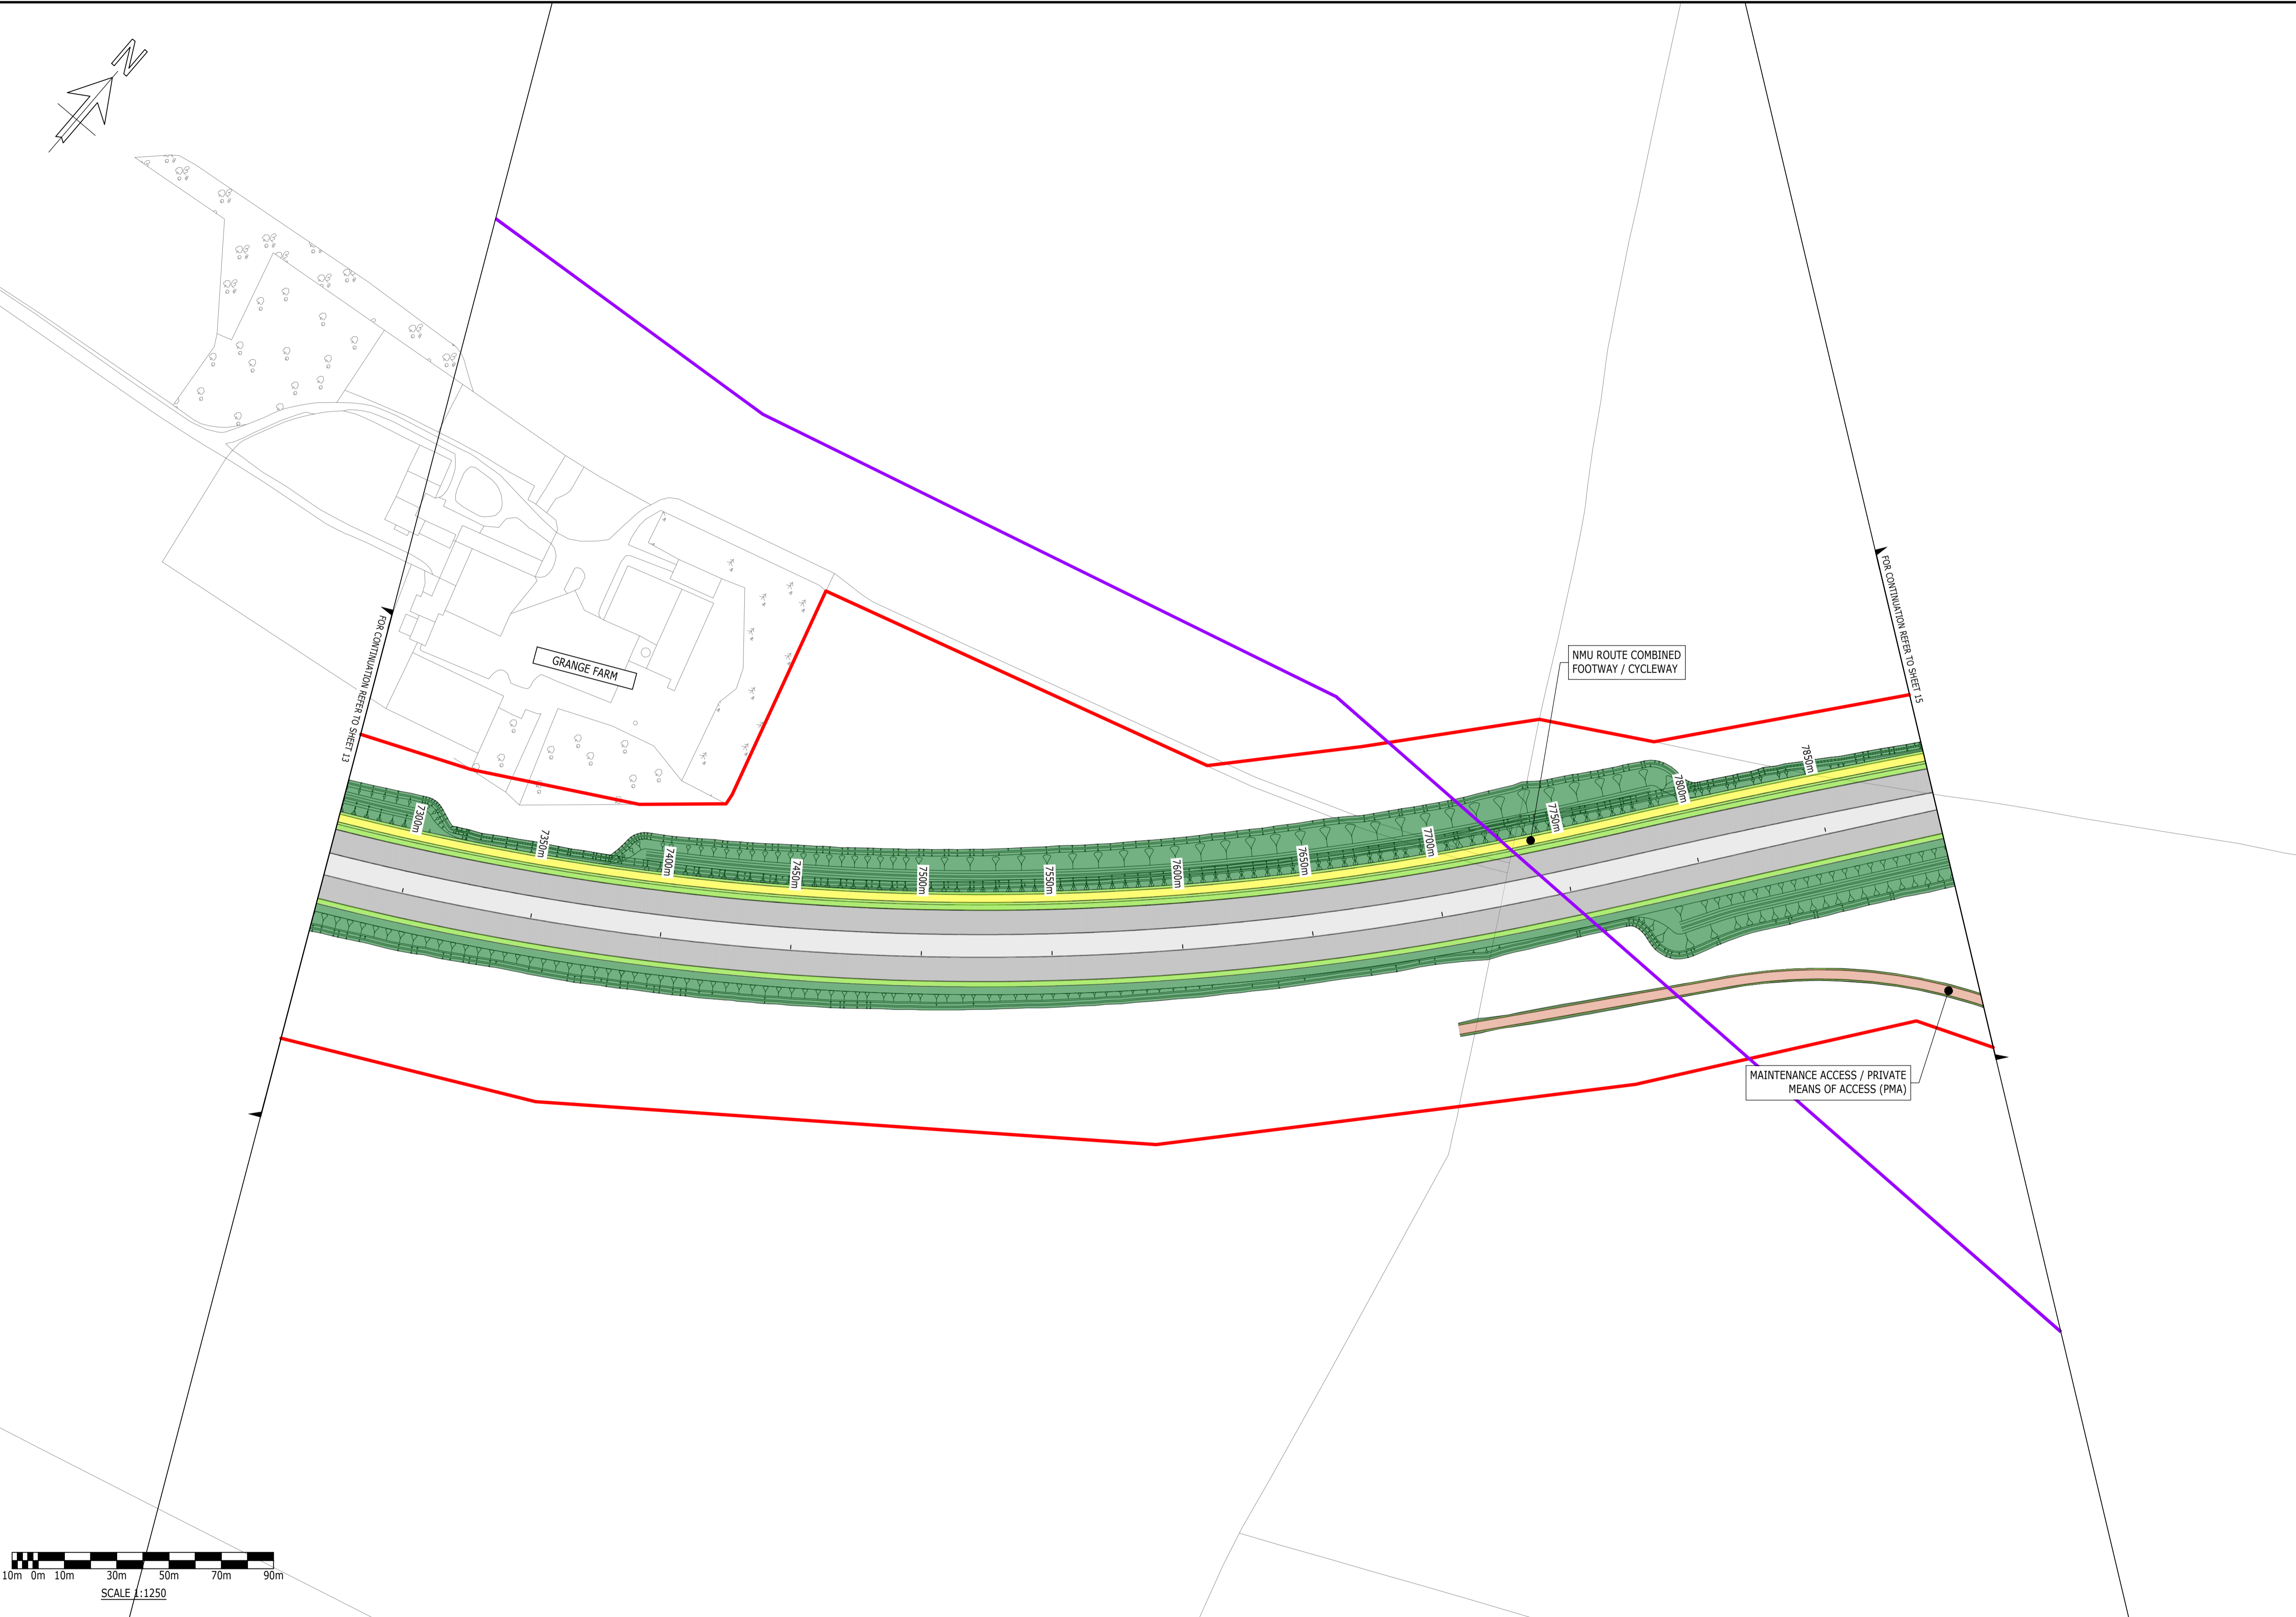 N
FOR CONTINUATION REFER TO SHEET 13
GRANGE FARM
NMU ROUTE COMBINED
FOOTWAY / CYCLEWAY
FOR CONTINUATION REFER TO SHEET 15
7300m
7350m
7400m
7450m
7500m
7550m
7600m
7650m
7700m
7750m
7800m
7850m
MAINTENANCE ACCESS / PRIVATE
MEANS OF ACCESS (PMA)
10m 0m 10m 30m 50m 70m 90m
SCALE 1:1250